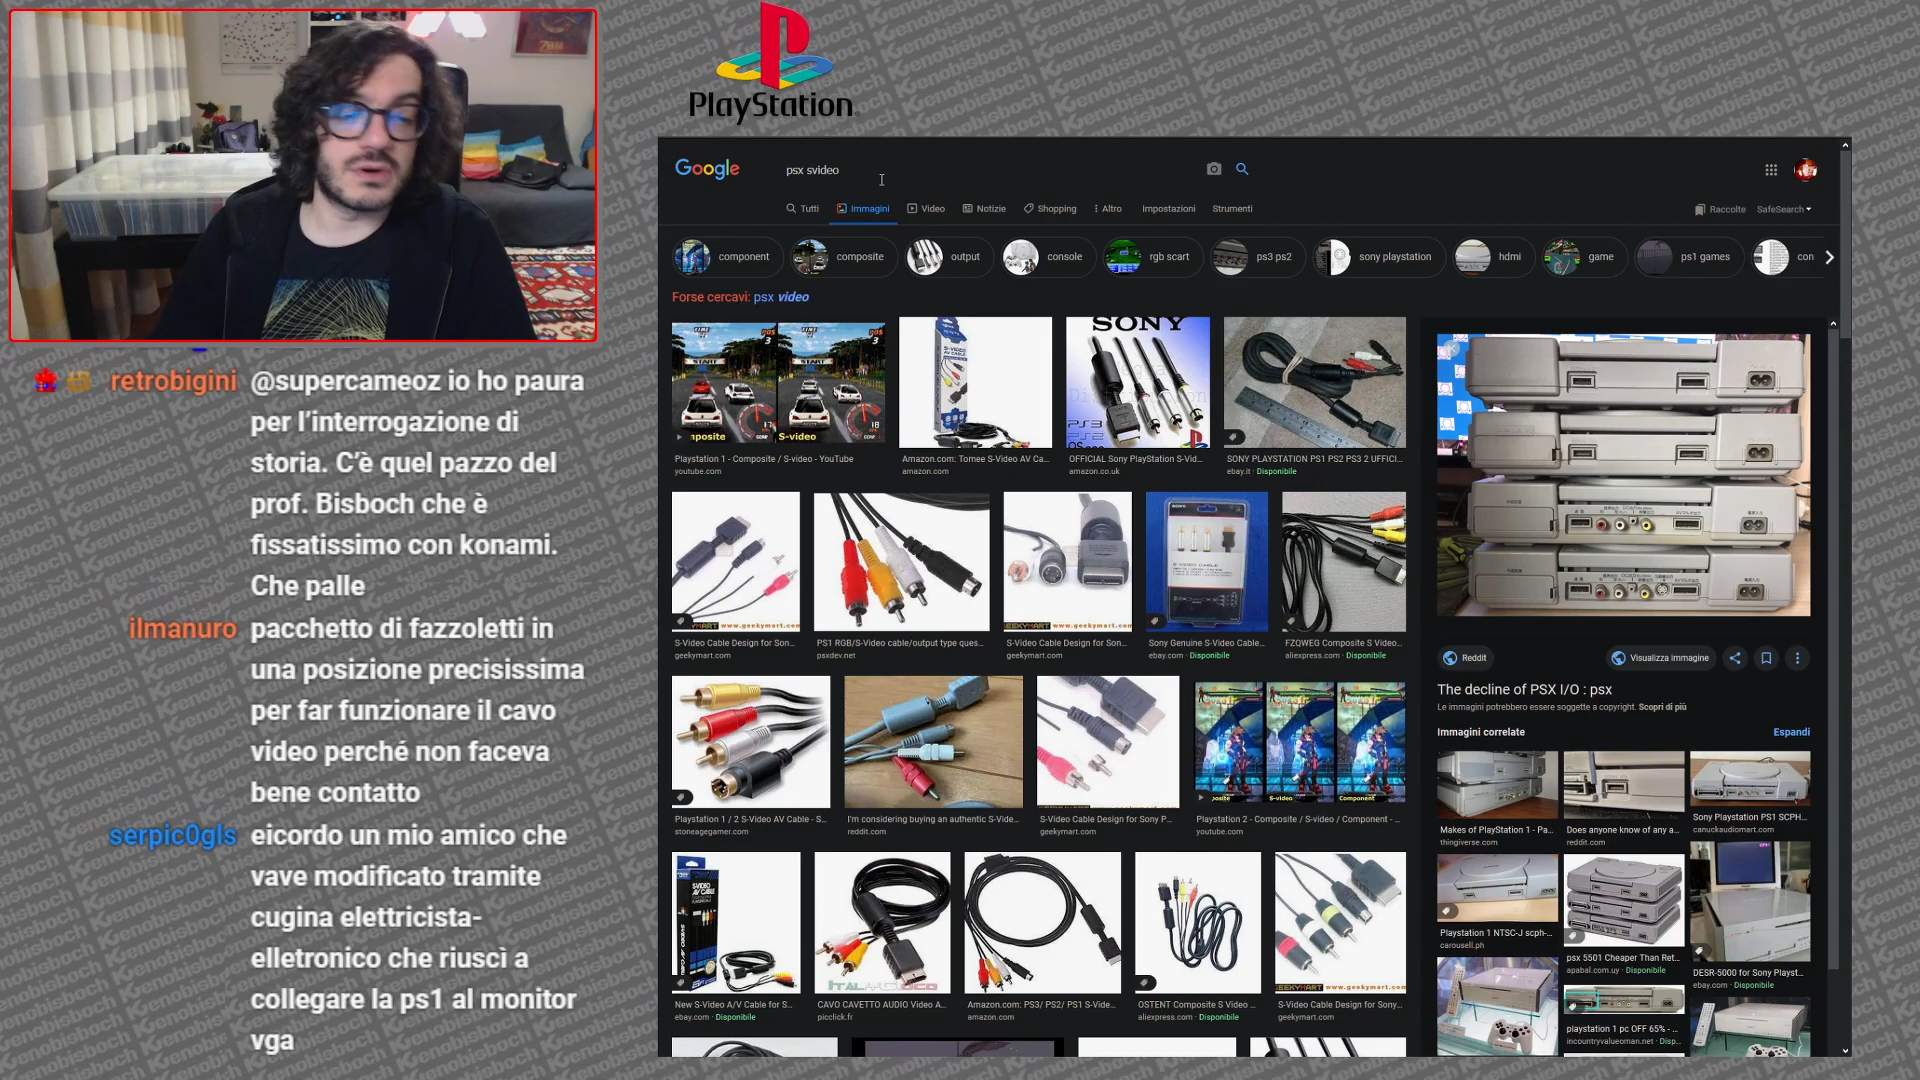 PlayStation
Kenobisboch
retrobigini @supercameoz io ho paura
per l'interrogazione di
storia. C'è quel pazzo del
prof. Bisboch che è
fissatissimo con konami.
Che palle
ilmanuro pacchetto di fazzoletti in
una posizione precisissima
per far funzionare il cavo
video perché non faceva
bene contatto
serpic0gls eicordo un mio amico che
vave modificato tramite
cugina elettricista-
elletronico che riuscì a
collegare la ps1 al monitor
vga
Google
psx svideo
Tutti Immagini Video Notizie Shopping Altro Impostazioni Strumenti
Raccolte SafeSearch
component composite output console rgb scart ps3 ps2 sony playstation hdmi game ps1 games con
Forse cercavi: psx video
Playstation 1 - Composite / S-video - YouTube
youtube.com
Amazon.com: Tomee S-Video AV Ca...
amazon.com
OFFICIAL Sony PlayStation S-Vid...
amazon.co.uk
SONY PLAYSTATION PS1 PS2 PS3 2 UFFICI...
ebay.it · Disponibile
S-Video Cable Design for Son...
geekymart.com
PS1 RGB/S-Video cable/output type ques...
psxdev.net
S-Video Cable Design for Son...
geekymart.com
Sony Genuine S-Video Cable...
ebay.com · Disponibile
FZQWEG Composite S Video...
aliexpress.com · Disponibile
Playstation 1 / 2 S-Video AV Cable - S...
stoneagegamer.com
I'm considering buying an authentic S-Vide...
reddit.com
S-Video Cable Design for Sony P...
geekymart.com
Playstation 2 - Composite / S-video / Component - ...
youtube.com
New S-Video A/V Cable for S...
ebay.com · Disponibile
CAVO CAVETTO AUDIO Video A...
picclick.fr
Amazon.com: PS3/ PS2/ PS1 S-Vide...
amazon.com
OSTENT Composite S Video ...
aliexpress.com · Disponibile
S-Video Cable Design for Sony...
geekymart.com
Reddit
Visualizza immagine
The decline of PSX I/O : psx
Le immagini potrebbero essere soggette a copyright. Scopri di più
Immagini correlate
Espandi
Makes of PlayStation 1 - Pa...
thingiverse.com
Does anyone know of any a...
reddit.com
Sony Playstation PS1 SCPH...
canuckaudiomart.com
Playstation 1 NTSC-J scph-...
carousell.ph
psx 5501 Cheaper Than Ret...
apabal.com.uy · Disponibile
DESR-5000 for Sony Playst...
ebay.com · Disponibile
playstation 1 pc OFF 65% - ...
incountryvalueoman.net · Disp...